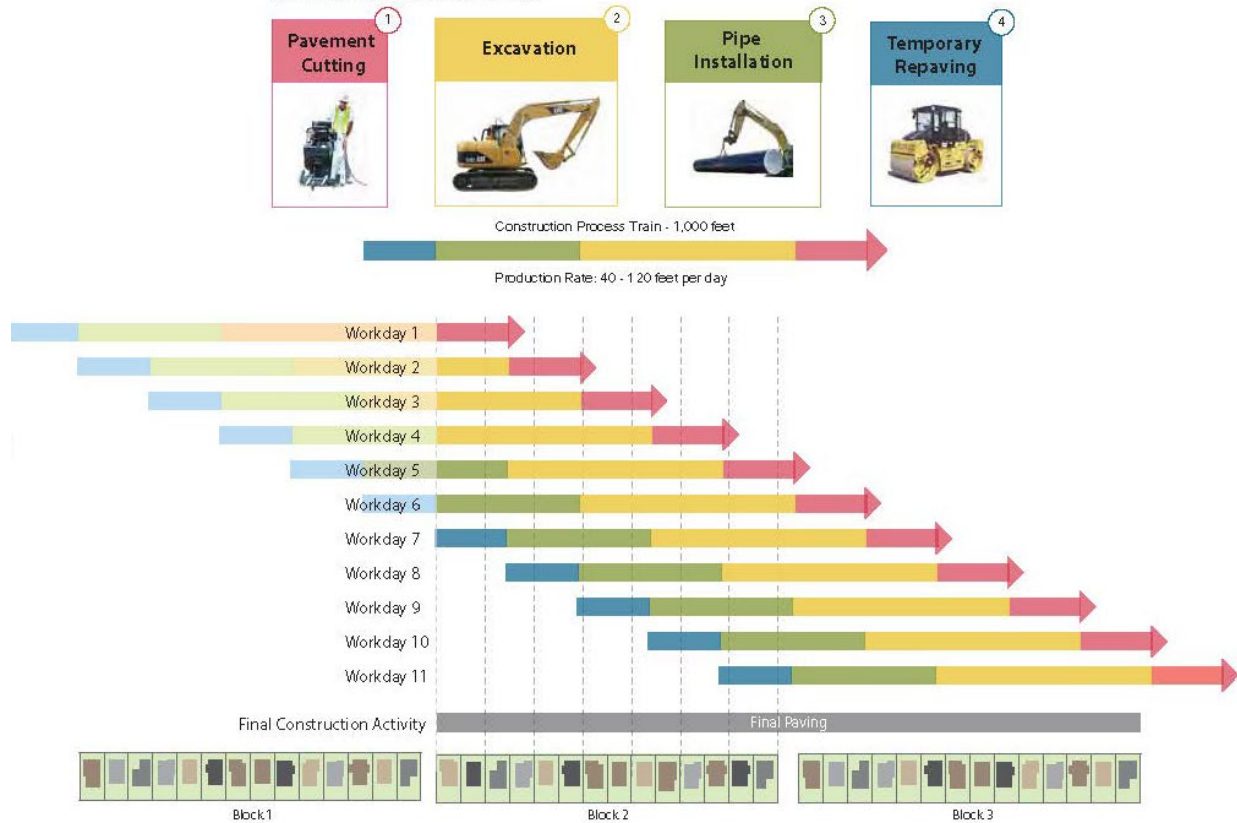 1
2
3
4
Pavement
Cutting
Excavation
Pipe
Installation
Temporary
Repaving
Construction Process Train - 1,000 feet
Production Rate: 40 - 120 feet per day
Workday 1
Workday 2
Workday 3
Workday 4
Workday 5
Workday 6
Workday 7
Workday 8
Workday 9
Workday 10
Workday 11
Final Construction Activity
Final Paving
Block 1
Block 2
Block 3